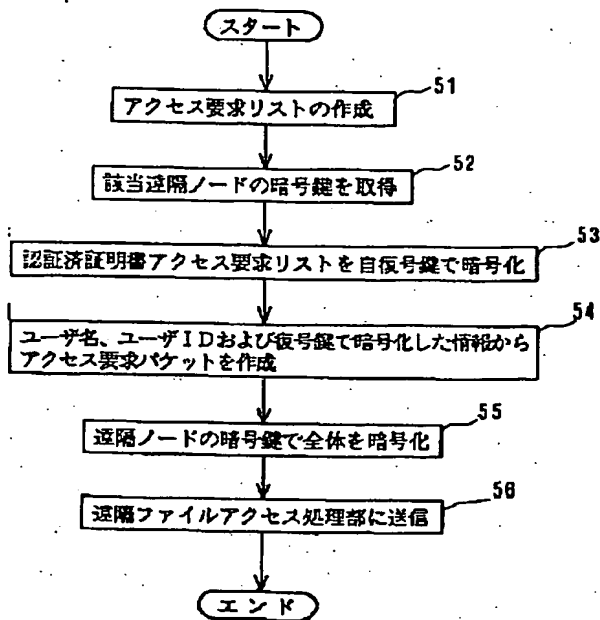 スタート
51
アクセス要求リストの作成
52
該当遠隔ノードの暗号鍵を取得
53
認証済証明書アクセス要求リストを自復号鍵で暗号化
54
ユーザ名、ユーザIDおよび復号鍵で暗号化した情報から
アクセス要求パケットを作成
55
遠隔ノードの暗号鍵で全体を暗号化
56
遠隔ファイルアクセス処理部に送信
エンド